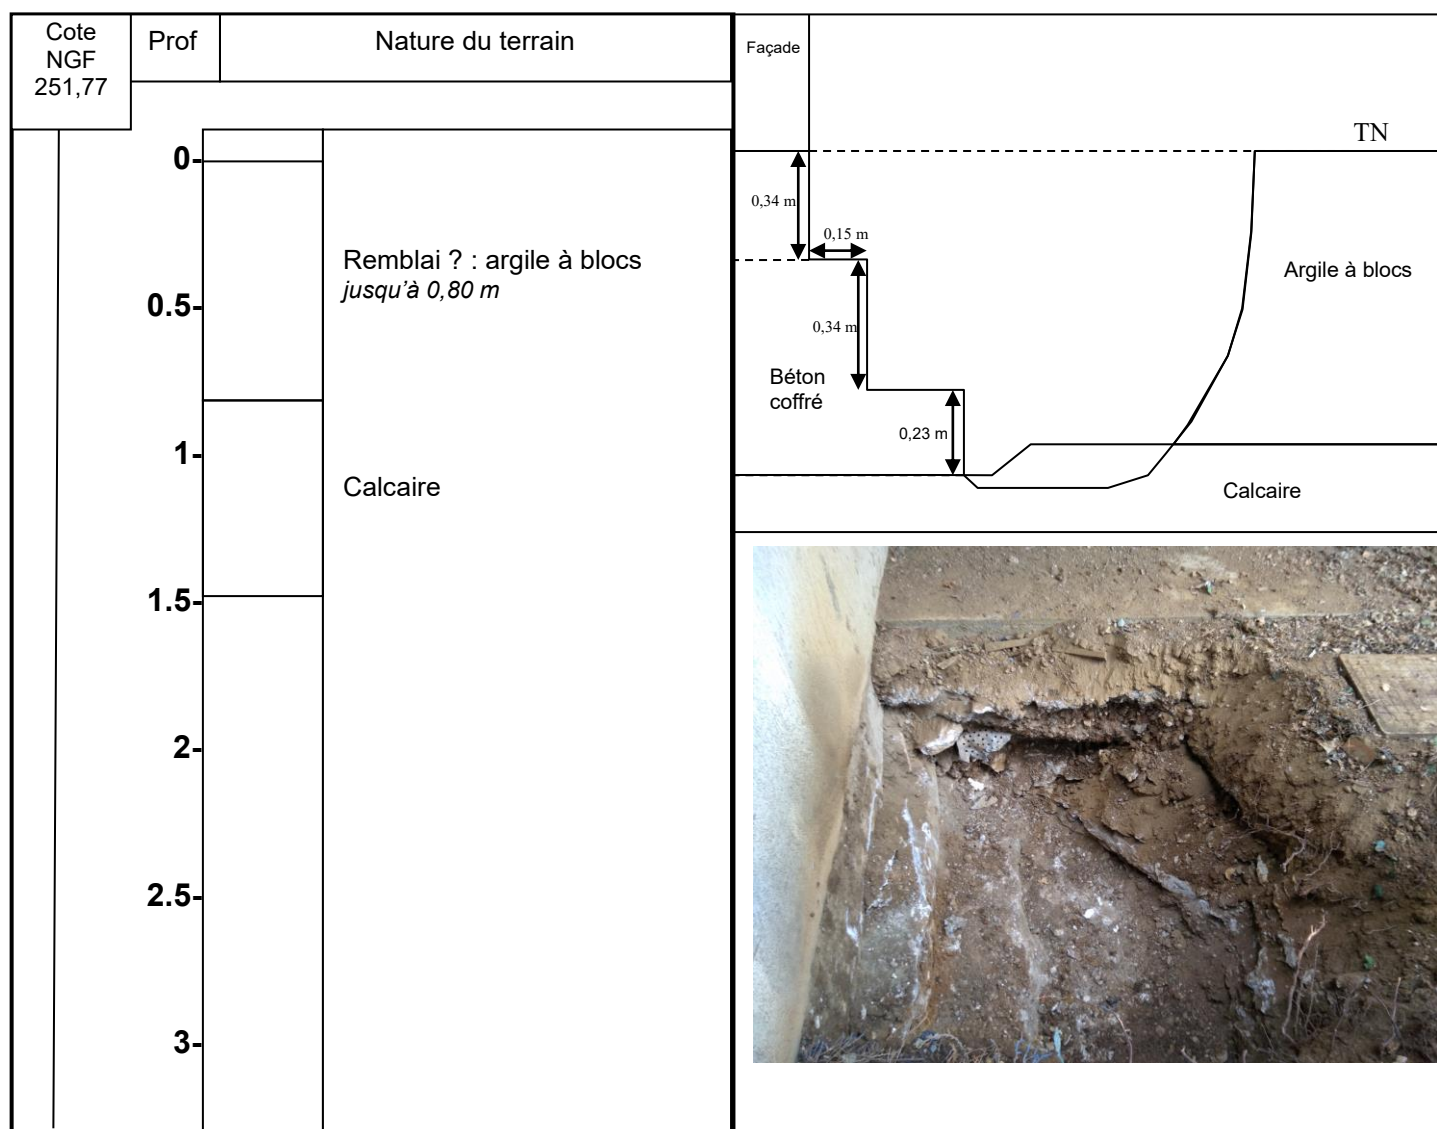 Cote
NGF
251,77
Prof
Nature du terrain
0-
Remblai ? : argile à blocs
jusqu'à 0,80 m
0.5-
1-
Calcaire
1.5-
2-
2.5-
3-
Façade
TN
0,34 m
0,15 m
Argile à blocs
0,34 m
Béton
coffré
0,23 m
Calcaire